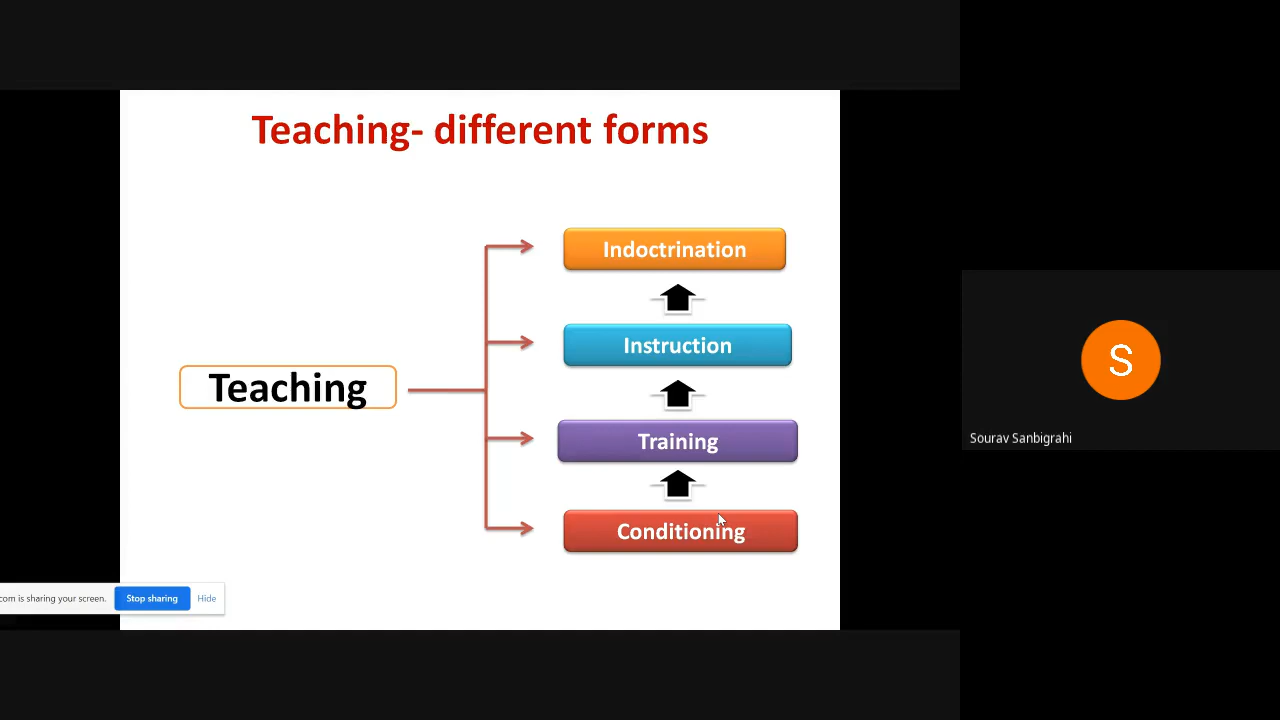 Teaching- different forms
Indoctrination
Instruction
Teaching
Training
Conditioning
com is sharing your screen.
Stop sharing
Hide
S
Sourav Sanbigrahi